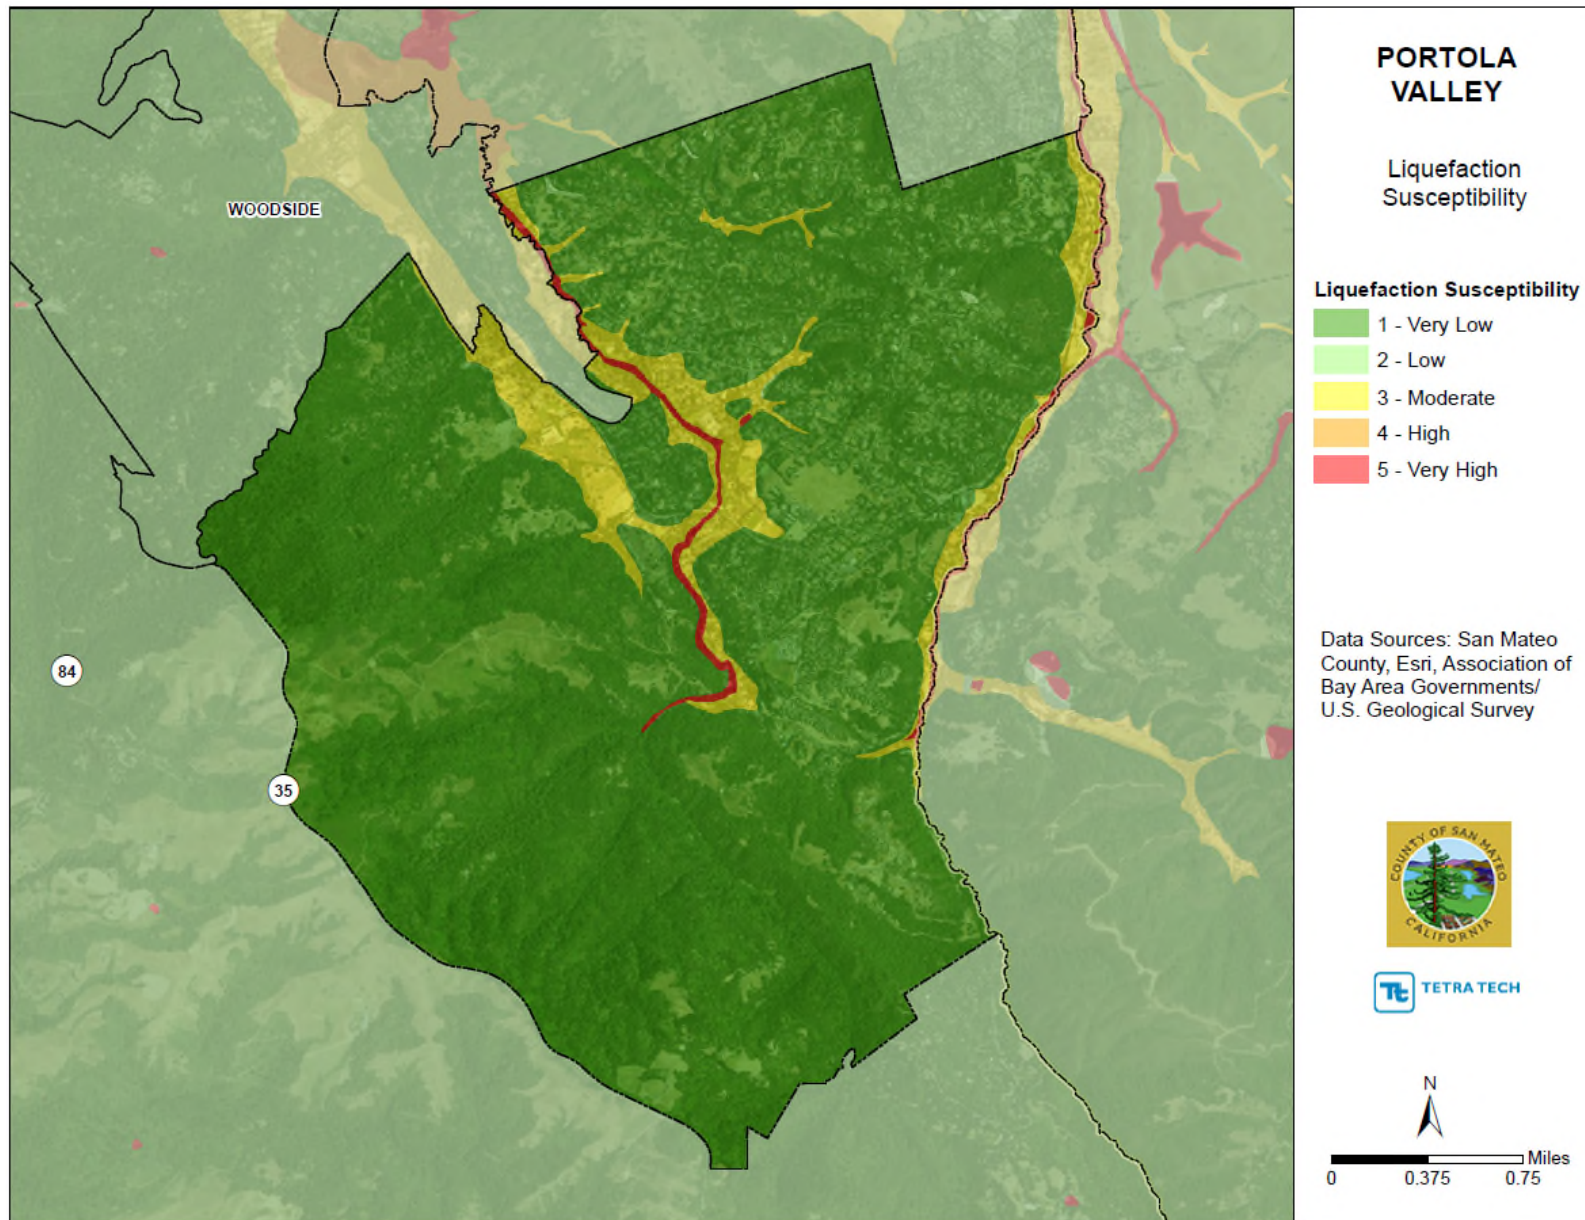 PORTOLA
VALLEY
Liquefaction
Susceptibility
Liquefaction Susceptibility
1 - Very Low
2 - Low
3 - Moderate
4 - High
5 - Very High
Data Sources: San Mateo
County, Esri, Association of
Bay Area Governments/
U.S. Geological Survey
COUNTY OF SAN MATEO
CALIFORNIA
Tt TETRA TECH
N
Miles
0 0.375 0.75
WOODSIDE
84
35